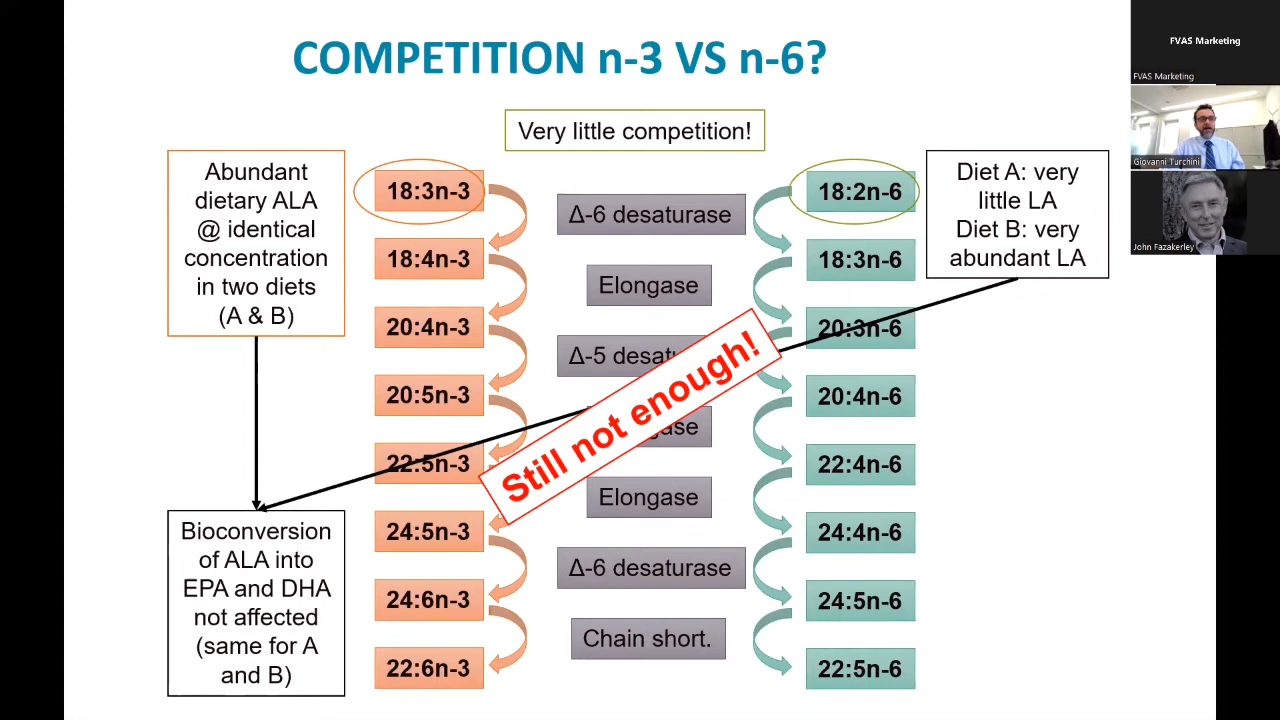 COMPETITION n-3 VS n-6?
Very little competition!
Abundant
dietary ALA
@ identical
concentration
in two diets
(A & B)
Bioconversion
of ALA into
EPA and DHA
not affected
(same for A
and B)
18:3n-3
18:4n-3
20:4n-3
20:5n-3
22:5n-3
24:5n-3
24:6n-3
22:6n-3
Δ-6 desaturase
Elongase
Δ-5 desatu
Elongase
Δ-6 desaturase
Chain short.
Still not enough!
18:2n-6
18:3n-6
20:3n-6
20:4n-6
22:4n-6
24:4n-6
24:5n-6
22:5n-6
Diet A: very
little LA
Diet B: very
abundant LA
FVAS Marketing
FVAS Marketing
Giovanni Turchini
John Fazakerley